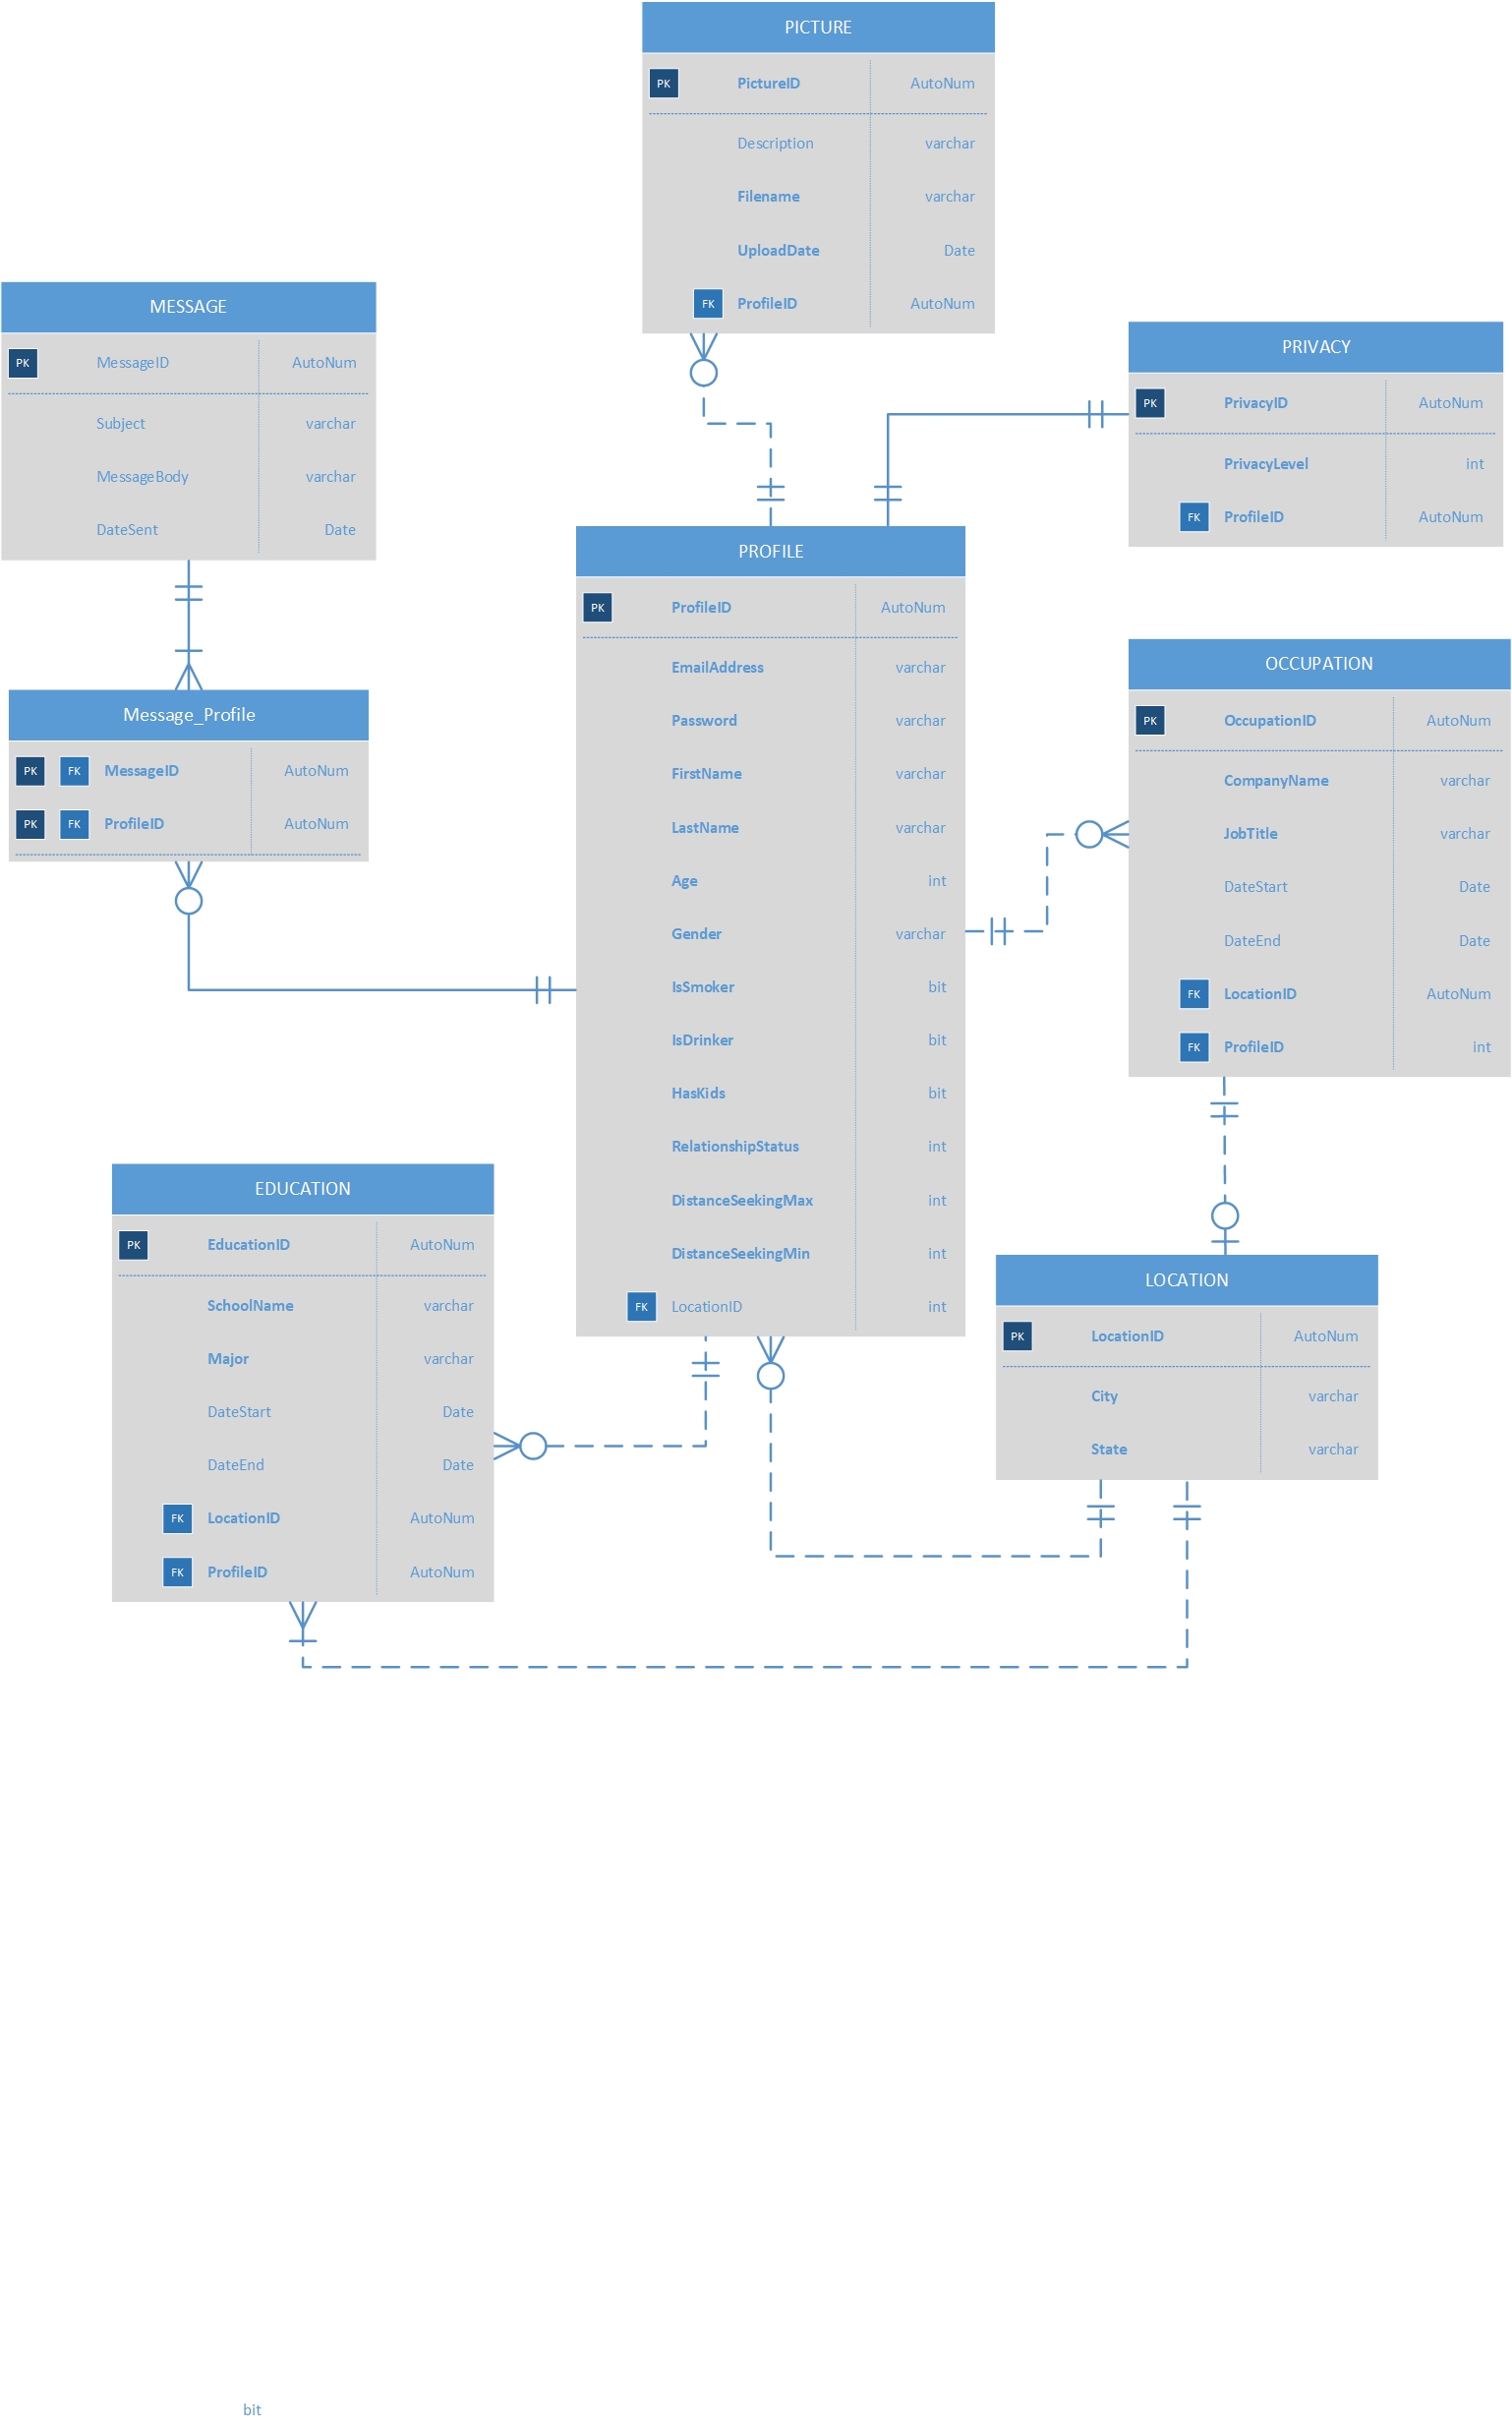 PICTURE
PK PictureID AutoNum
Description varchar
Filename varchar
UploadDate Date
FK ProfileID AutoNum
MESSAGE
PK MessageID AutoNum
Subject varchar
MessageBody varchar
DateSent Date
PRIVACY
PK PrivacyID AutoNum
PrivacyLevel int
FK ProfileID AutoNum
Message_Profile
PK FK MessageID AutoNum
PK FK ProfileID AutoNum
PROFILE
PK ProfileID AutoNum
EmailAddress varchar
Password varchar
FirstName varchar
LastName varchar
Age int
Gender varchar
IsSmoker bit
IsDrinker bit
HasKids bit
RelationshipStatus int
DistanceSeekingMax int
DistanceSeekingMin int
FK LocationID int
OCCUPATION
PK OccupationID AutoNum
CompanyName varchar
JobTitle varchar
DateStart Date
DateEnd Date
FK LocationID AutoNum
FK ProfileID int
EDUCATION
PK EducationID AutoNum
SchoolName varchar
Major varchar
DateStart Date
DateEnd Date
FK LocationID AutoNum
FK ProfileID AutoNum
LOCATION
PK LocationID AutoNum
City varchar
State varchar
bit